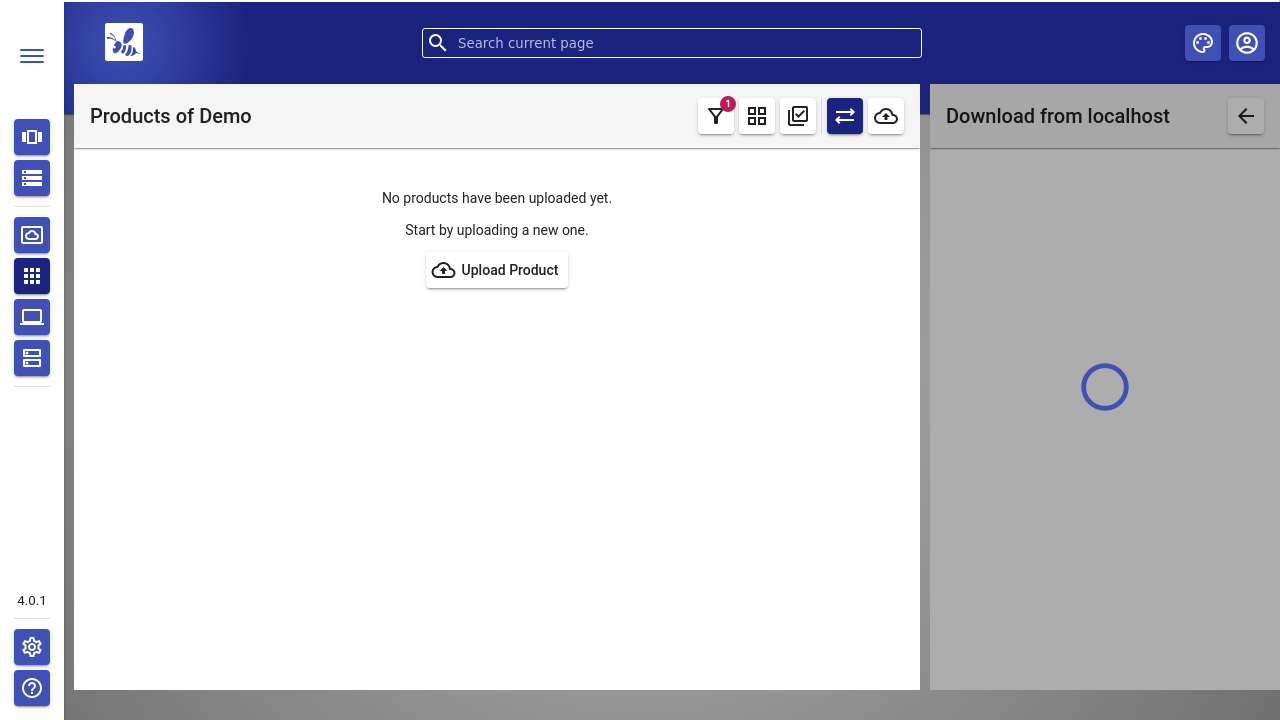 Search current page
Products of Demo
1
Download from localhost
No products have been uploaded yet.
Start by uploading a new one.
Upload Product
4.0.1